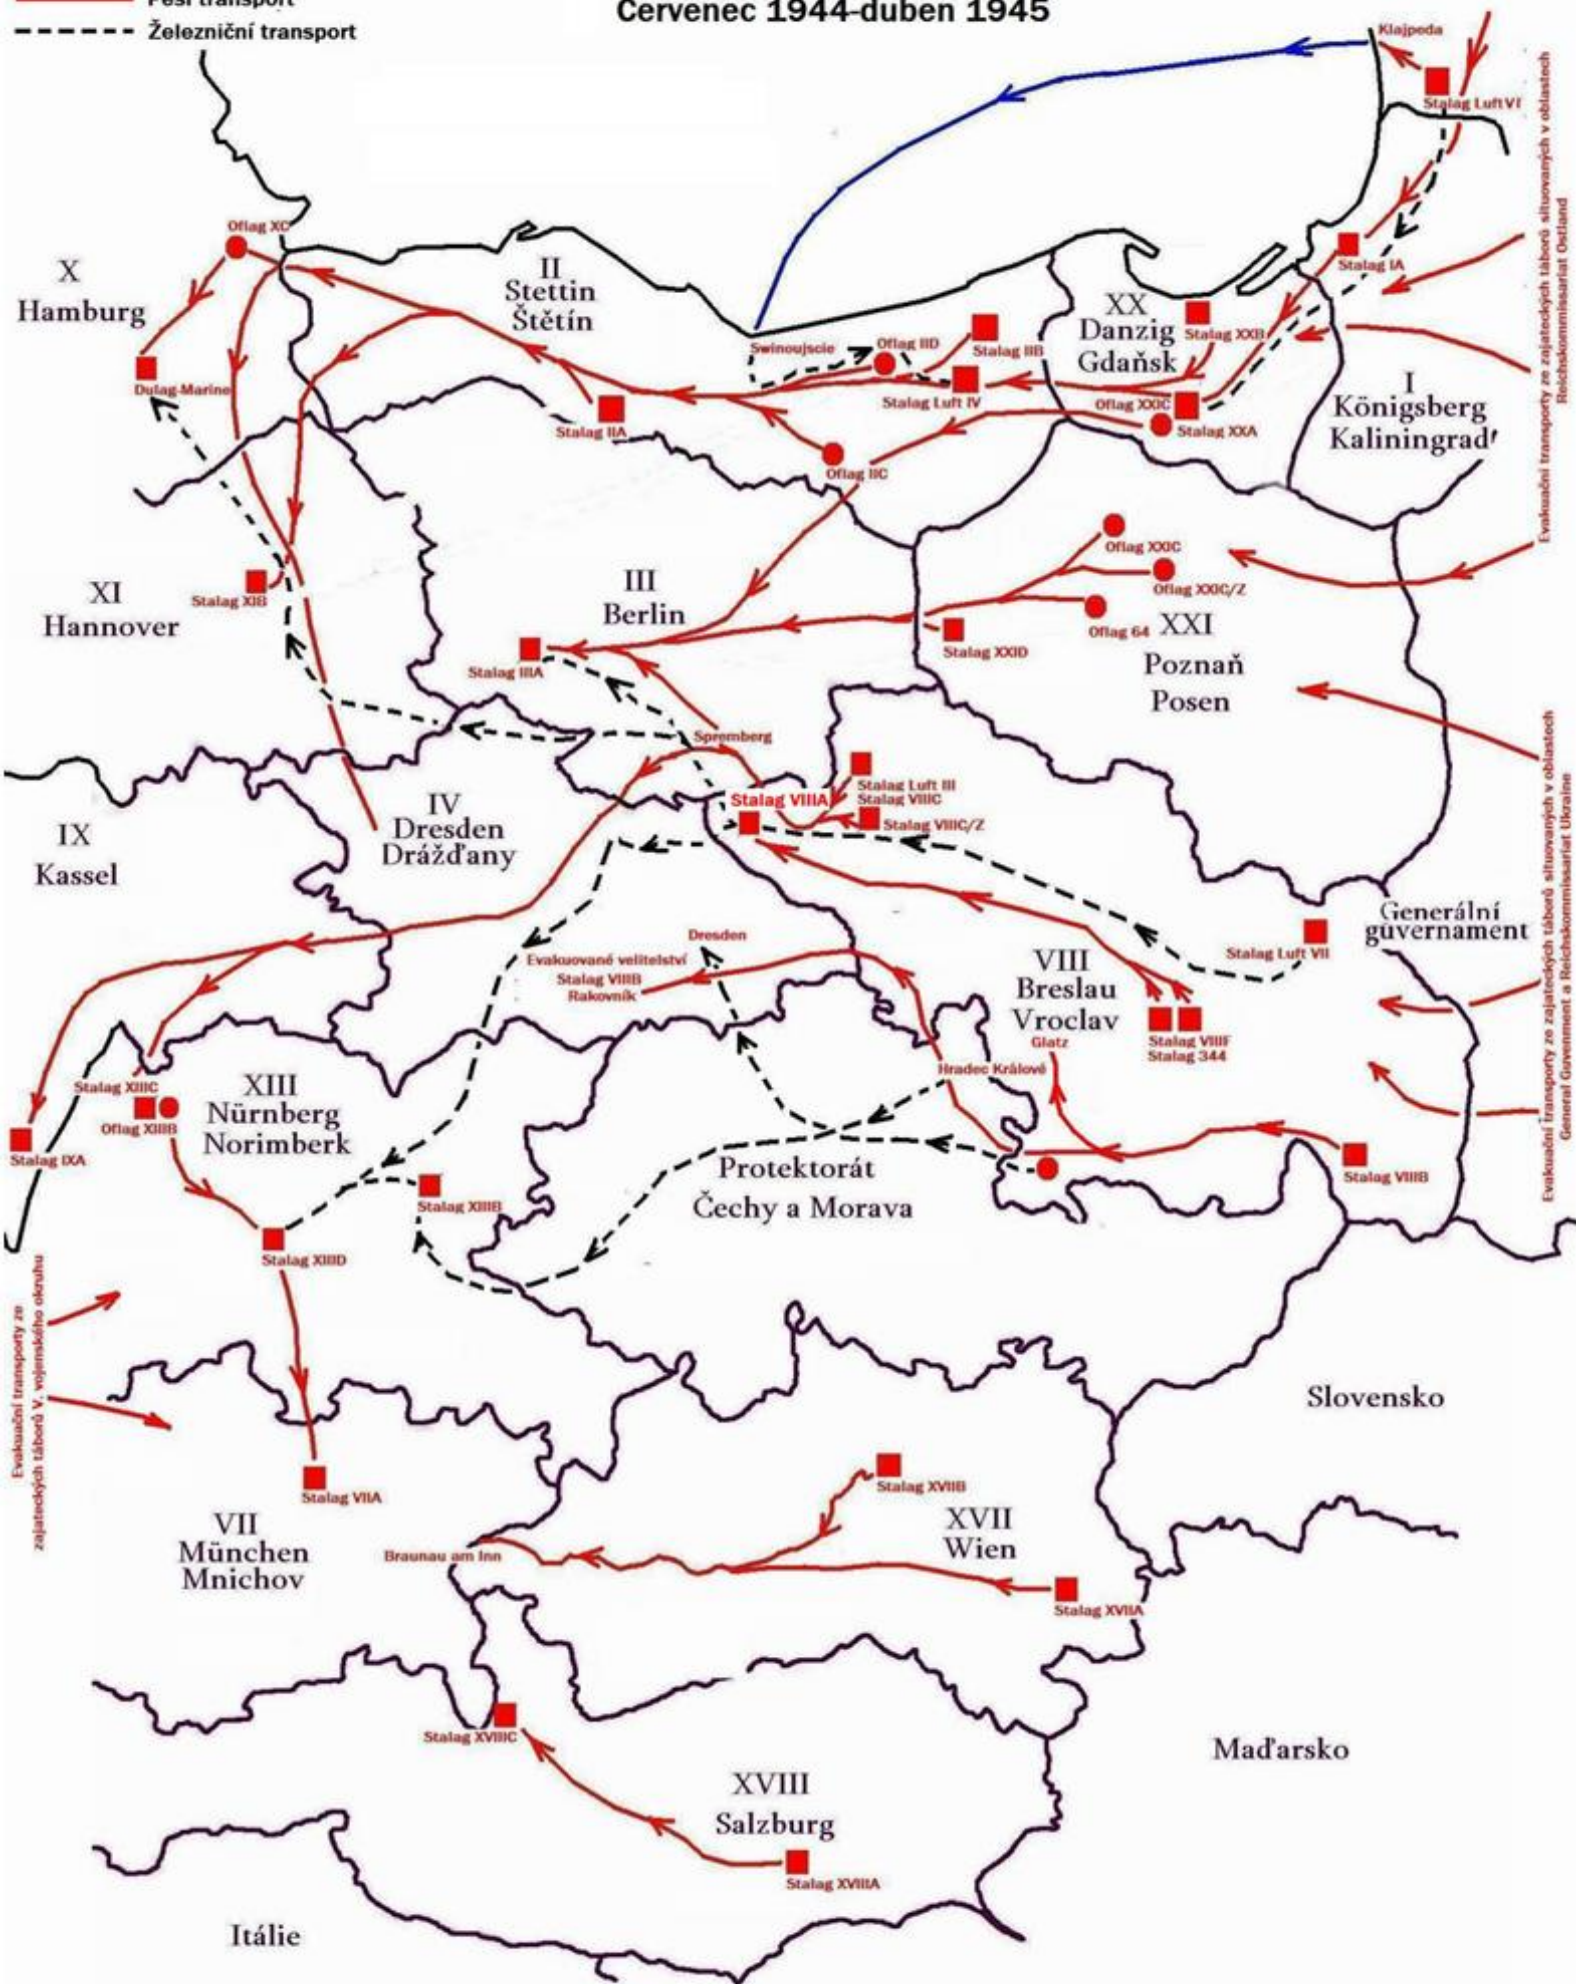 Pěší transport
Železniční transport
Červenec 1944-duben 1945
Klajpeda
Stalag Luft VI
Evakuační transporty ze zajateckých táborů situovaných v oblastech
Reichskommissariat Ostland
Oflag XC
X
Hamburg
II
Stettin
Štětín
Stalag IA
XX
Danzig
Gdaňsk
Stalag XXB
Swinoujscie
Oflag IID
Stalag IIB
Dulag-Marine
Stalag Luft IV
Oflag XXIC
Stalag XXA
I
Königsberg
Kaliningrad
Stalag IIA
Oflag IIC
Oflag XXIC
Oflag XXIC/Z
Oflag 64
XXI
Poznaň
Posen
XI
Hannover
Stalag XIB
III
Berlin
Stalag XXID
Stalag IIIA
Spremberg
Stalag Luft III
Stalag VIIIA
Stalag VIIIC
Stalag VIIIC/Z
IV
Dresden
Drážďany
IX
Kassel
Evakuační transporty ze zajateckých táborů situovaných v oblastech
General Guvenment a Reichskommissariat Ukraine
Generální
guvernament
Dresden
Evakuované velitelství
Stalag VIIIB
Rakovník
Stalag Luft VII
VIII
Breslau
Vroclav
Glatz
Stalag VIIIF
Stalag 344
Hradec Králové
Stalag XIIIC
Oflag XIIIB
XIII
Nürnberg
Norimberk
Stalag IXA
Protektorát
Čechy a Morava
Stalag VIIIB
Stalag XIIIB
Stalag XIIID
Evakuační transporty ze
zajateckých táborů V. vojenského okruhu
Slovensko
Stalag VIIA
Stalag XVIIB
VII
München
Mnichov
Braunau am Inn
XVII
Wien
Stalag XVIIA
Stalag XVIIIC
Maďarsko
XVIII
Salzburg
Stalag XVIIIA
Itálie